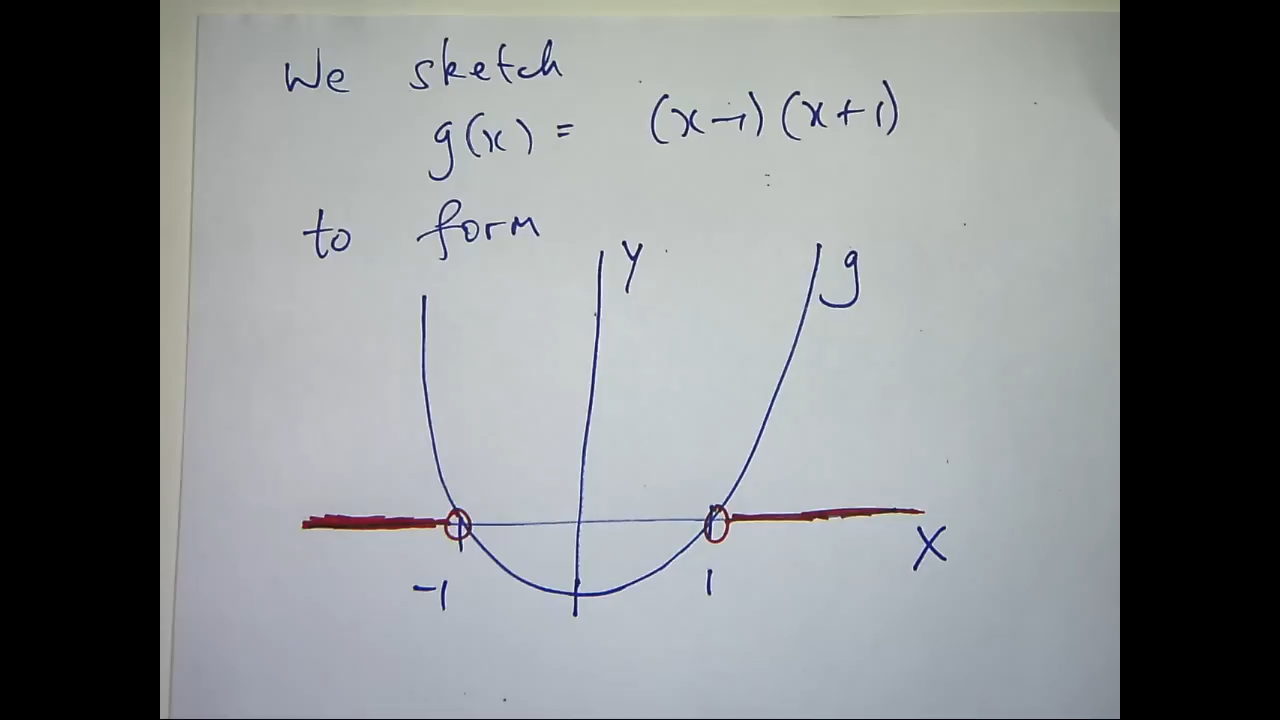 We sketch
g(x) = (x-1)(x+1)
to form
y
g
x
-1 1